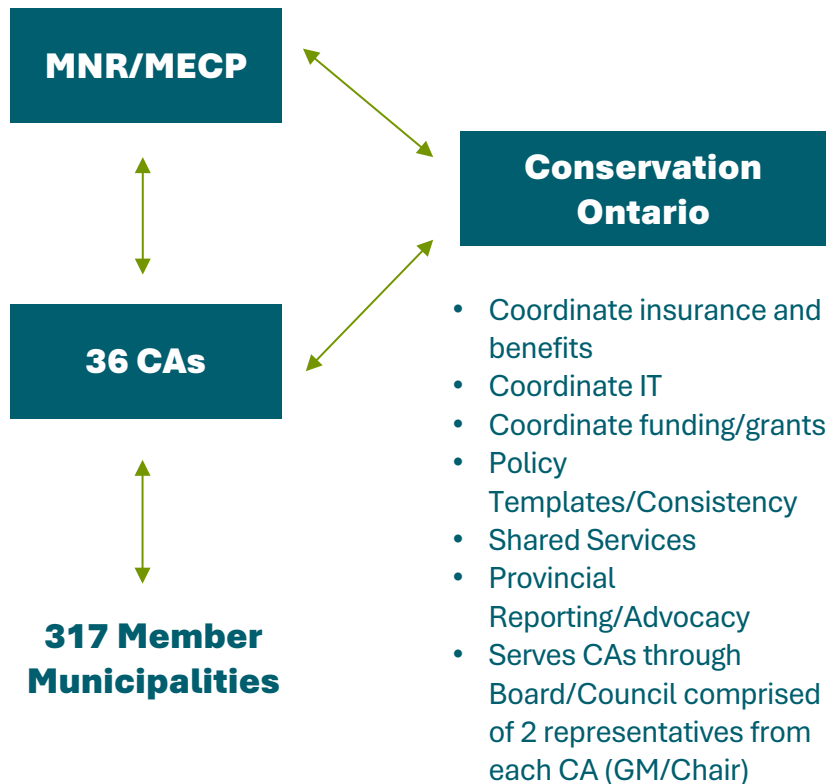 MNR/MECP
36 CAs
317 Member
Municipalities
Conservation
Ontario
• Coordinate insurance and
benefits
• Coordinate IT
• Coordinate funding/grants
• Policy
Templates/Consistency
• Shared Services
• Provincial
Reporting/Advocacy
• Serves CAs through
Board/Council comprised
of 2 representatives from
each CA (GM/Chair)